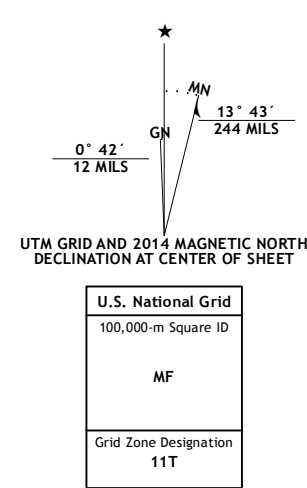 ★
MN
GN
13° 43´
244 MILS
0° 42´
12 MILS
UTM GRID AND 2014 MAGNETIC NORTH
DECLINATION AT CENTER OF SHEET
U.S. National Grid
100,000-m Square ID
MF
Grid Zone Designation
11T